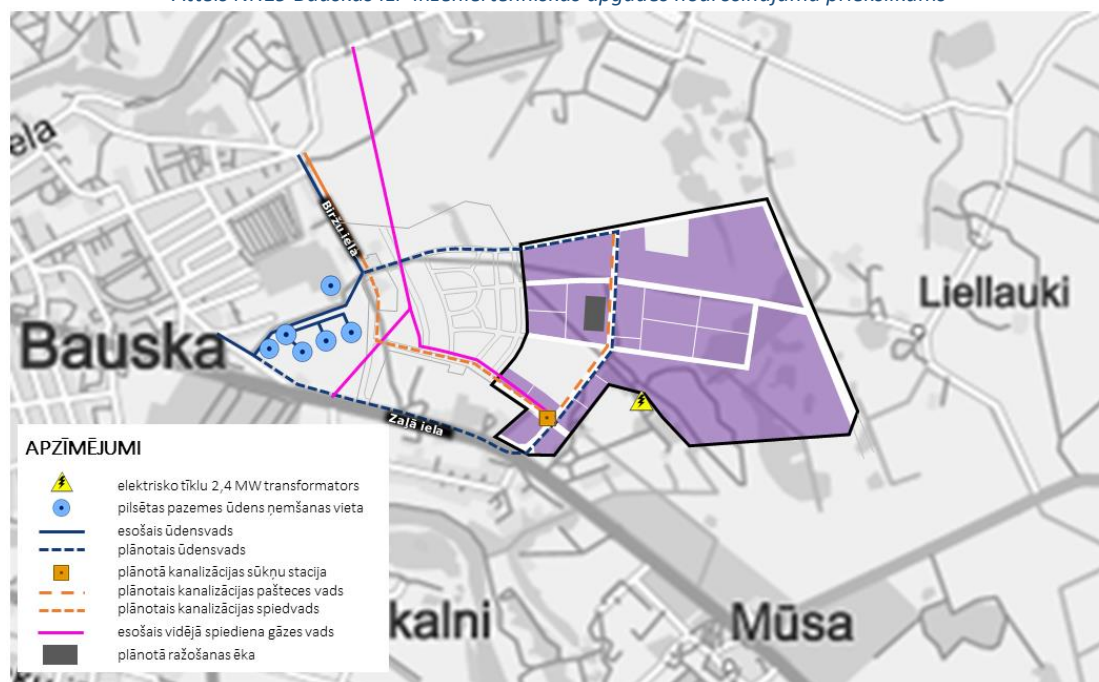 iela
Biržu iela
Liellauki
Bauska
Zaļā iela
APZĪMĒJUMI
elektrisko tīklu 2,4 MW transformators
pilsētas pazemes ūdens ņemšanas vieta
esošais ūdensvads
plānotais ūdensvads
plānotā kanalizācijas sūkņu stacija
plānotais kanalizācijas pašteces vads
plānotais kanalizācijas spiedvads
esošais vidējā spiediena gāzes vads
plānotā ražošanas ēka
kalni
Mūsa